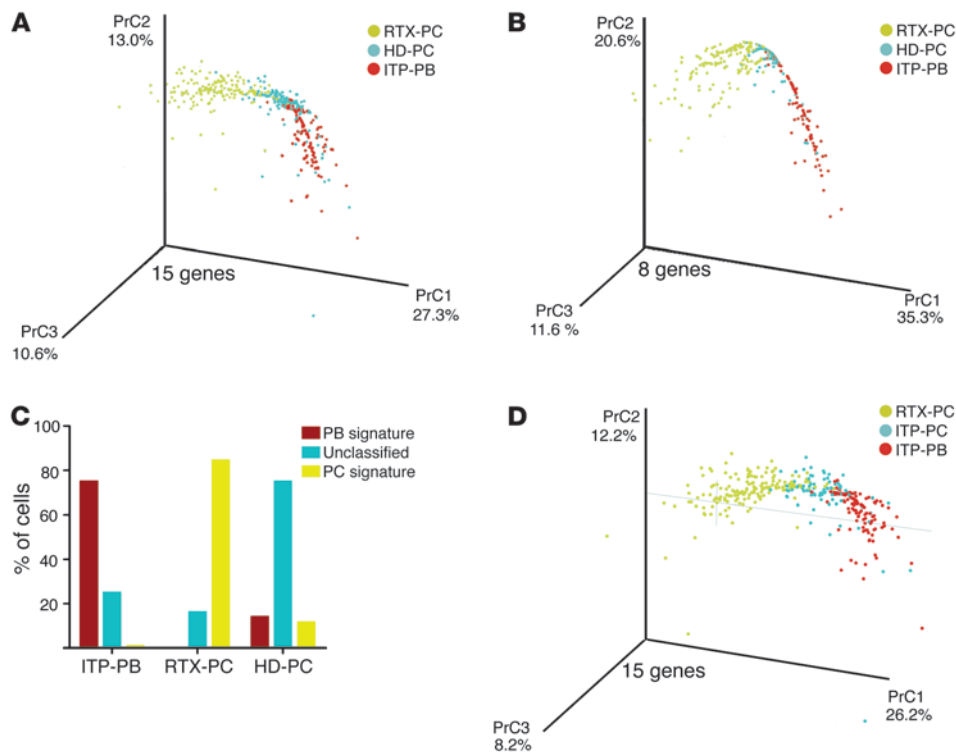 A
PrC2
13.0%
RTX-PC
HD-PC
ITP-PB
15 genes
PrC1
27.3%
PrC3
10.6%
B
PrC2
20.6%
RTX-PC
HD-PC
ITP-PB
8 genes
PrC1
35.3%
PrC3
11.6 %
C
% of cells
100
80
60
40
20
PB signature
Unclassified
PC signature
ITP-PB
RTX-PC
HD-PC
D
PrC2
12.2%
RTX-PC
ITP-PC
ITP-PB
15 genes
PrC1
26.2%
PrC3
8.2%